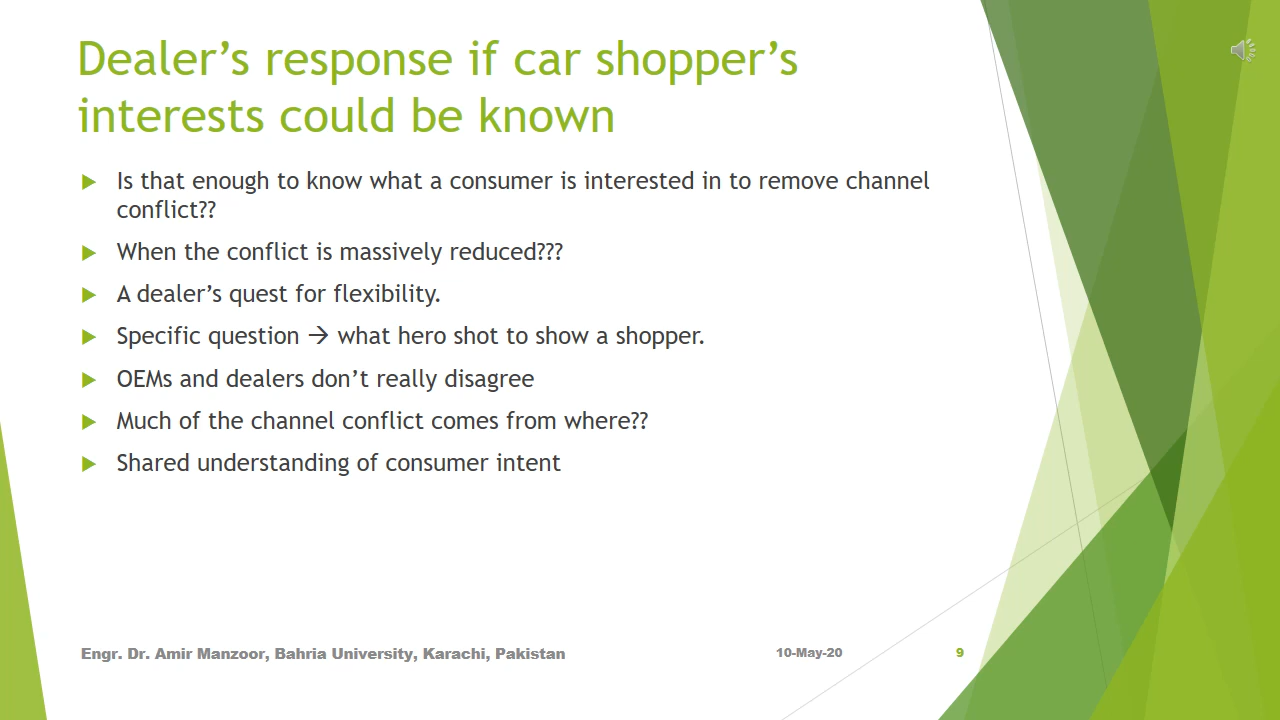 Dealer’s response if car shopper’s
interests could be known
Is that enough to know what a consumer is interested in to remove channel
conflict??
When the conflict is massively reduced???
A dealer’s quest for flexibility.
Specific question → what hero shot to show a shopper.
OEMs and dealers don’t really disagree
Much of the channel conflict comes from where??
Shared understanding of consumer intent
Engr. Dr. Amir Manzoor, Bahria University, Karachi, Pakistan
10-May-20
9